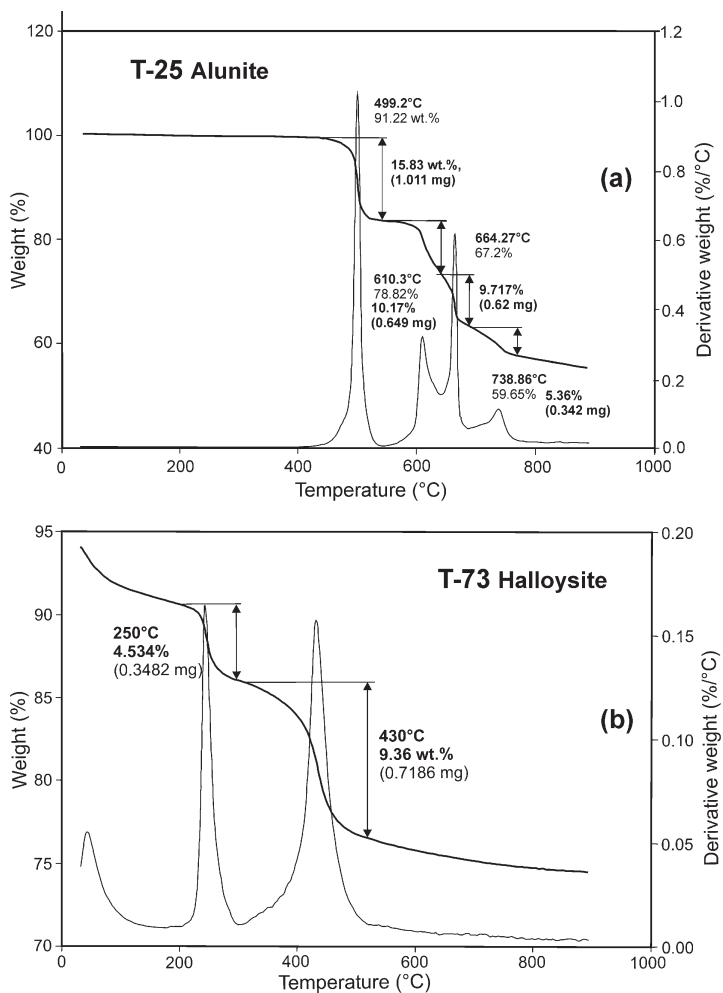 T-25 Alunite
(a)
120
100
80
60
40
Weight (%)
1.2
1.0
0.8
0.6
0.4
0.2
0.0
Derivative weight (%/°C)
499.2°C
91.22 wt.%
15.83 wt.%,
(1.011 mg)
664.27°C
67.2%
610.3°C
78.82%
10.17%
(0.649 mg)
9.717%
(0.62 mg)
738.86°C
59.65% 5.36%
(0.342 mg)
0 200 400 600 800 1000
Temperature (°C)
T-73 Halloysite
(b)
95
90
85
80
75
70
Weight (%)
0.20
0.15
0.10
0.05
0.00
Derivative weight (%/°C)
250°C
4.534%
(0.3482 mg)
430°C
9.36 wt.%
(0.7186 mg)
0 200 400 600 800 1000
Temperature (°C)